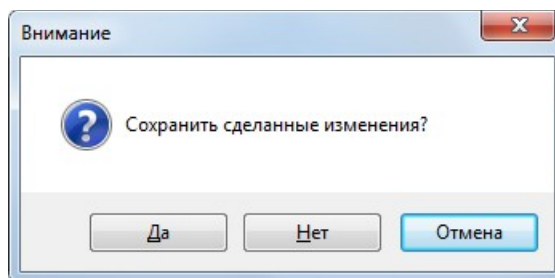 Внимание
Сохранить сделанные изменения?
Да
Нет
Отмена